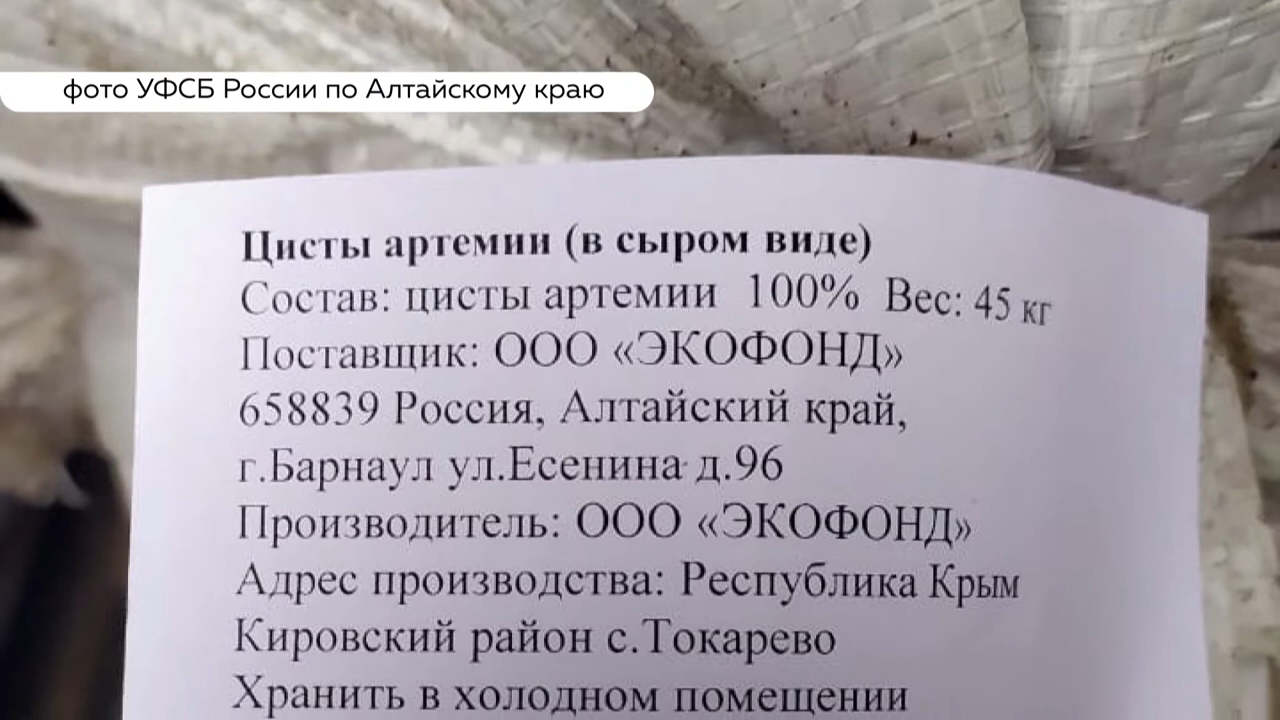 фото УФСБ России по Алтайскому краю
Цисты артемии (в сыром виде)
Состав: цисты артемии 100% Вес: 45 кг
Поставщик: ООО «ЭКОФОНД»
658839 Россия, Алтайский край,
г.Барнаул ул.Есенина д.96
Производитель: ООО «ЭКОФОНД»
Адрес производства: Республика Крым
Кировский район с.Токарево
Хранить в холодном помещении